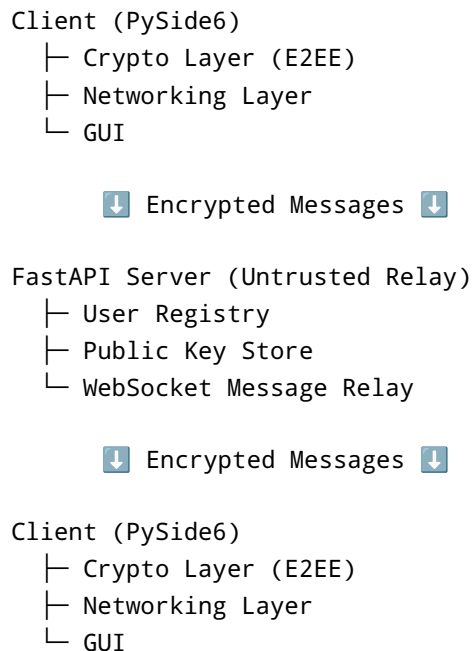 Client (PySide6)
├─ Crypto Layer (E2EE)
├─ Networking Layer
└─ GUI
⬇️ Encrypted Messages ⬇️
FastAPI Server (Untrusted Relay)
├─ User Registry
├─ Public Key Store
└─ WebSocket Message Relay
⬇️ Encrypted Messages ⬇️
Client (PySide6)
├─ Crypto Layer (E2EE)
├─ Networking Layer
└─ GUI